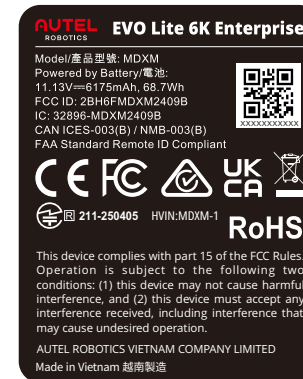 AUTEL ROBOTICS EVO Lite 6K Enterprise
Model/產品型號: MDXM
Powered by Battery/電池:
11.13V⎓6175mAh, 68.7Wh
FCC ID: 2BH6FMDXM2409B
IC: 32896-MDXM2409B
CAN ICES-003(B) / NMB-003(B)
FAA Standard Remote ID Compliant
XXXXXXXXXXX
CE FC UK CA
R 211-250405 HVIN:MDXM-1 RoHS
This device complies with part 15 of the FCC Rules.
Operation is subject to the following two
conditions: (1) this device may not cause harmful
interference, and (2) this device must accept any
interference received, including interference that
may cause undesired operation.
AUTEL ROBOTICS VIETNAM COMPANY LIMITED
Made in Vietnam 越南製造